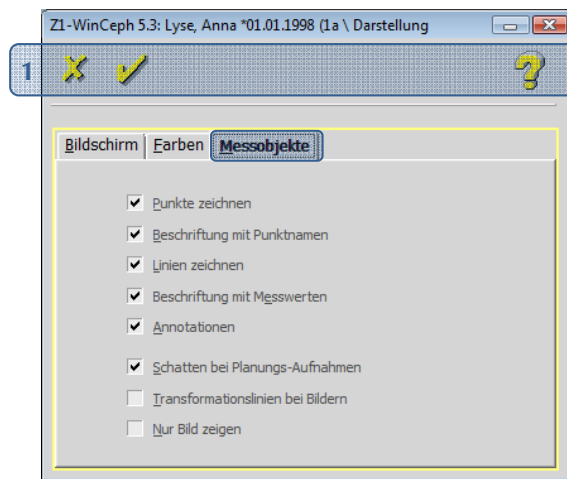 Z1-WinCeph 5.3: Lyse, Anna *01.01.1998 (1a \ Darstellung
1
Bildschirm Farben Messobjekte
Punkte zeichnen
Beschriftung mit Punktnamen
Linien zeichnen
Beschriftung mit Messwerten
Annotationen
Schatten bei Planungs-Aufnahmen
Transformationslinien bei Bildern
Nur Bild zeigen